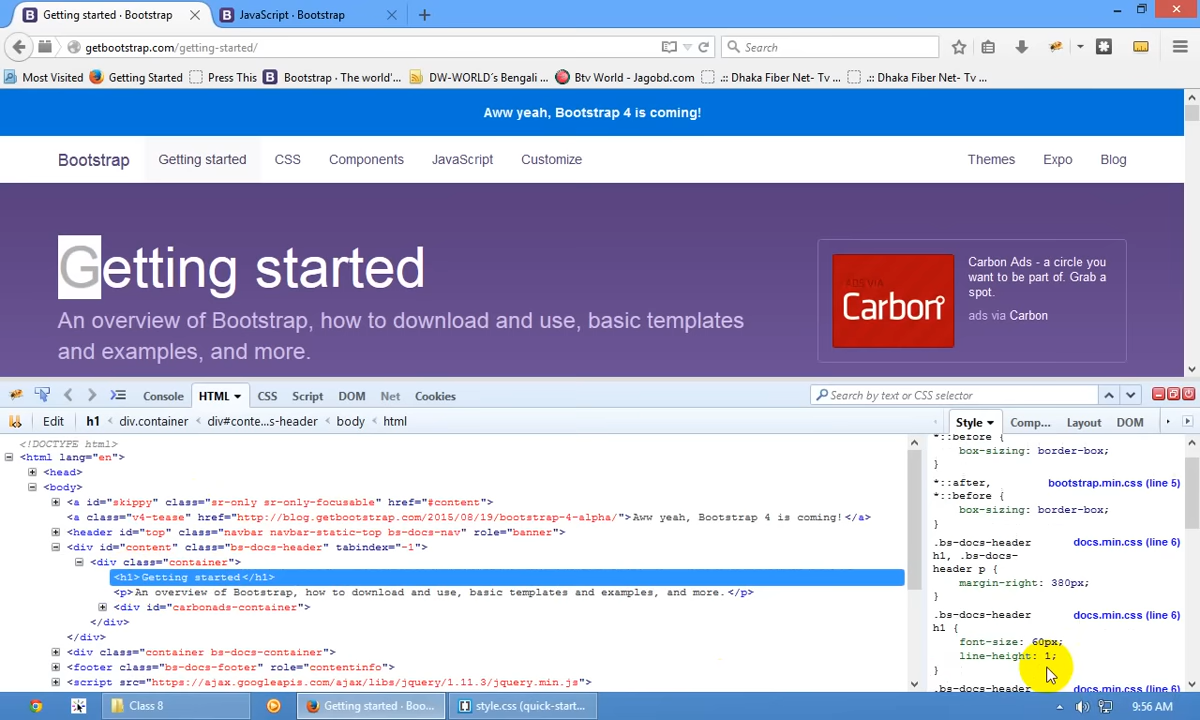 Getting started · Bootstrap
JavaScript · Bootstrap
getbootstrap.com/getting-started/
Search
Most Visited
Getting Started
Press This
Bootstrap · The world'...
DW-WORLD´s Bengali ...
Btv World - Jagobd.com
.:: Dhaka Fiber Net- Tv ...
.:: Dhaka Fiber Net- Tv ...
Aww yeah, Bootstrap 4 is coming!
Bootstrap
Getting started
CSS
Components
JavaScript
Customize
Themes
Expo
Blog
Getting started
An overview of Bootstrap, how to download and use, basic templates
and examples, and more.
ADS VIA
Carbon
Carbon Ads - a circle you
want to be part of. Grab a
spot.
ads via Carbon
Console
HTML
CSS
Script
DOM
Net
Cookies
Search by text or CSS selector
Edit
h1 < div.container < div#conte...s-header < body < html
Style
Comp...
Layout
DOM
<!DOCTYPE html>
<html lang="en">
<head>
<body>
<a id="skippy" class="sr-only sr-only-focusable" href="#content">
<a class="v4-tease" href="http://blog.getbootstrap.com/2015/08/19/bootstrap-4-alpha/">Aww yeah, Bootstrap 4 is coming!</a>
<header id="top" class="navbar navbar-static-top bs-docs-nav" role="banner">
<div id="content" class="bs-docs-header" tabindex="-1">
<div class="container">
<h1>Getting started</h1>
<p>An overview of Bootstrap, how to download and use, basic templates and examples, and more.</p>
<div id="carbonads-container">
</div>
</div>
<div class="container bs-docs-container">
<footer class="bs-docs-footer" role="contentinfo">
<script src="https://ajax.googleapis.com/ajax/libs/jquery/1.11.3/jquery.min.js">
*::before {
box-sizing: border-box;
}
*::after, bootstrap.min.css (line 5)
*::before {
box-sizing: border-box;
}
.bs-docs-header docs.min.css (line 6)
h1, .bs-docs-
header p {
margin-right: 380px;
}
.bs-docs-header docs.min.css (line 6)
h1 {
font-size: 60px;
line-height: 1;
}
.bs-docs-header docs.min.css (line 6)
Class 8
Getting started · Boo...
style.css (quick-start...
9:56 AM